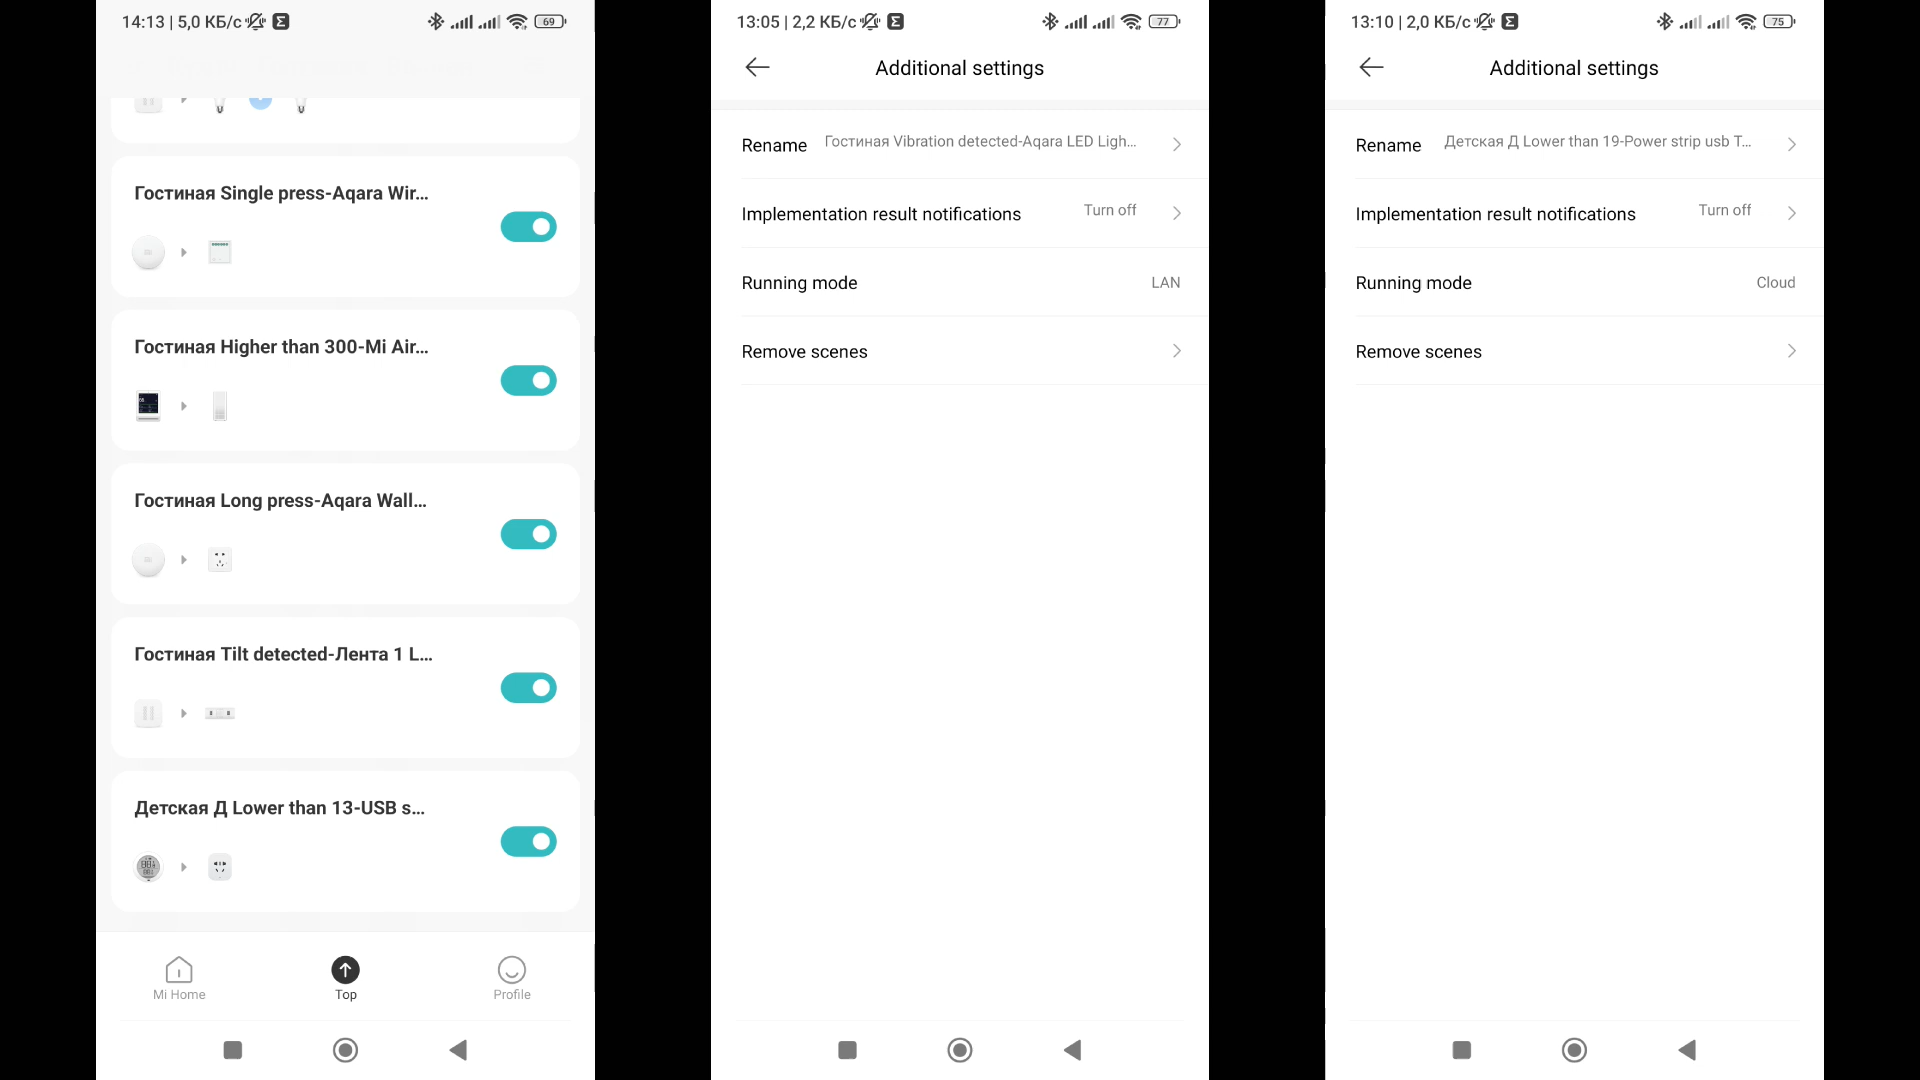 14:13 | 5,0 КБ/с
69
Гостиная Single press-Aqara Wir...
Гостиная Higher than 300-Mi Air...
Гостиная Long press-Aqara Wall...
Гостиная Tilt detected-Лента 1 L...
Детская Д Lower than 13-USB s...
Mi Home
Top
Profile
13:05 | 2,2 КБ/с
77
Additional settings
Rename
Гостиная Vibration detected-Aqara LED Ligh...
Implementation result notifications
Turn off
Running mode
LAN
Remove scenes
13:10 | 2,0 КБ/с
75
Additional settings
Rename
Детская Д Lower than 19-Power strip usb T...
Implementation result notifications
Turn off
Running mode
Cloud
Remove scenes